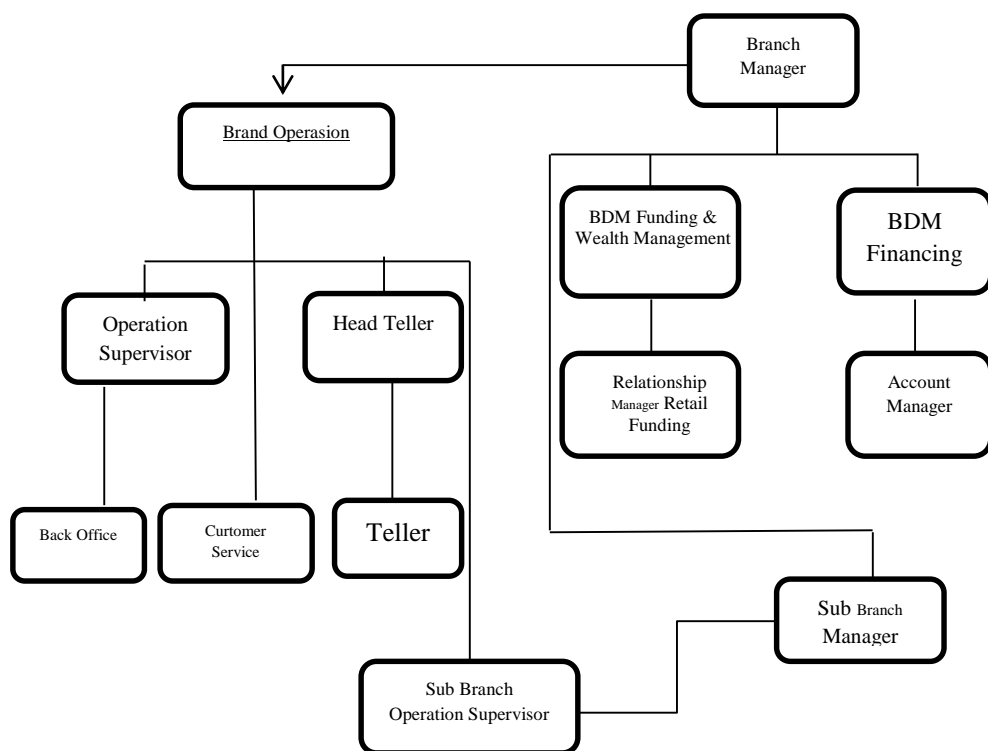 Branch
Manager
Brand Operasion
BDM Funding &
Wealth Management
BDM
Financing
Operation
Supervisor
Head Teller
Relationship
Manager Retail
Funding
Account
Manager
Back Office
Curtomer
Service
Teller
Sub Branch
Manager
Sub Branch
Operation Supervisor